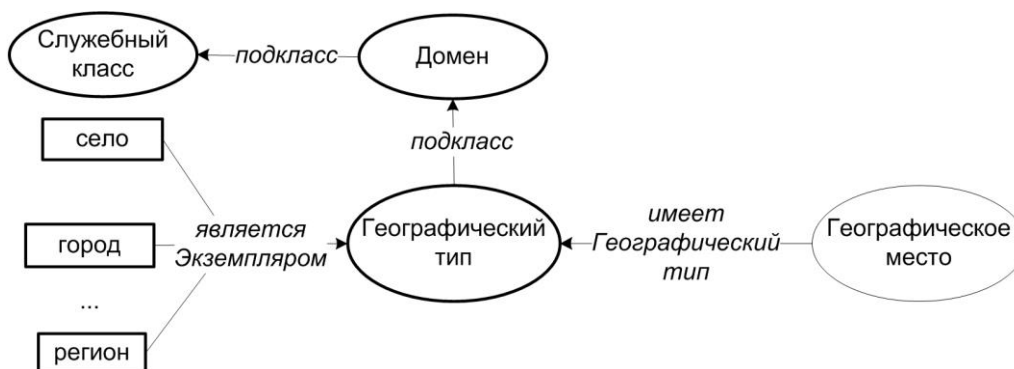 Служебный
класс
подкласс
Домен
село
подкласс
город
является
Экземпляром
Географический
тип
имеет
Географический
тип
Географическое
место
...
регион